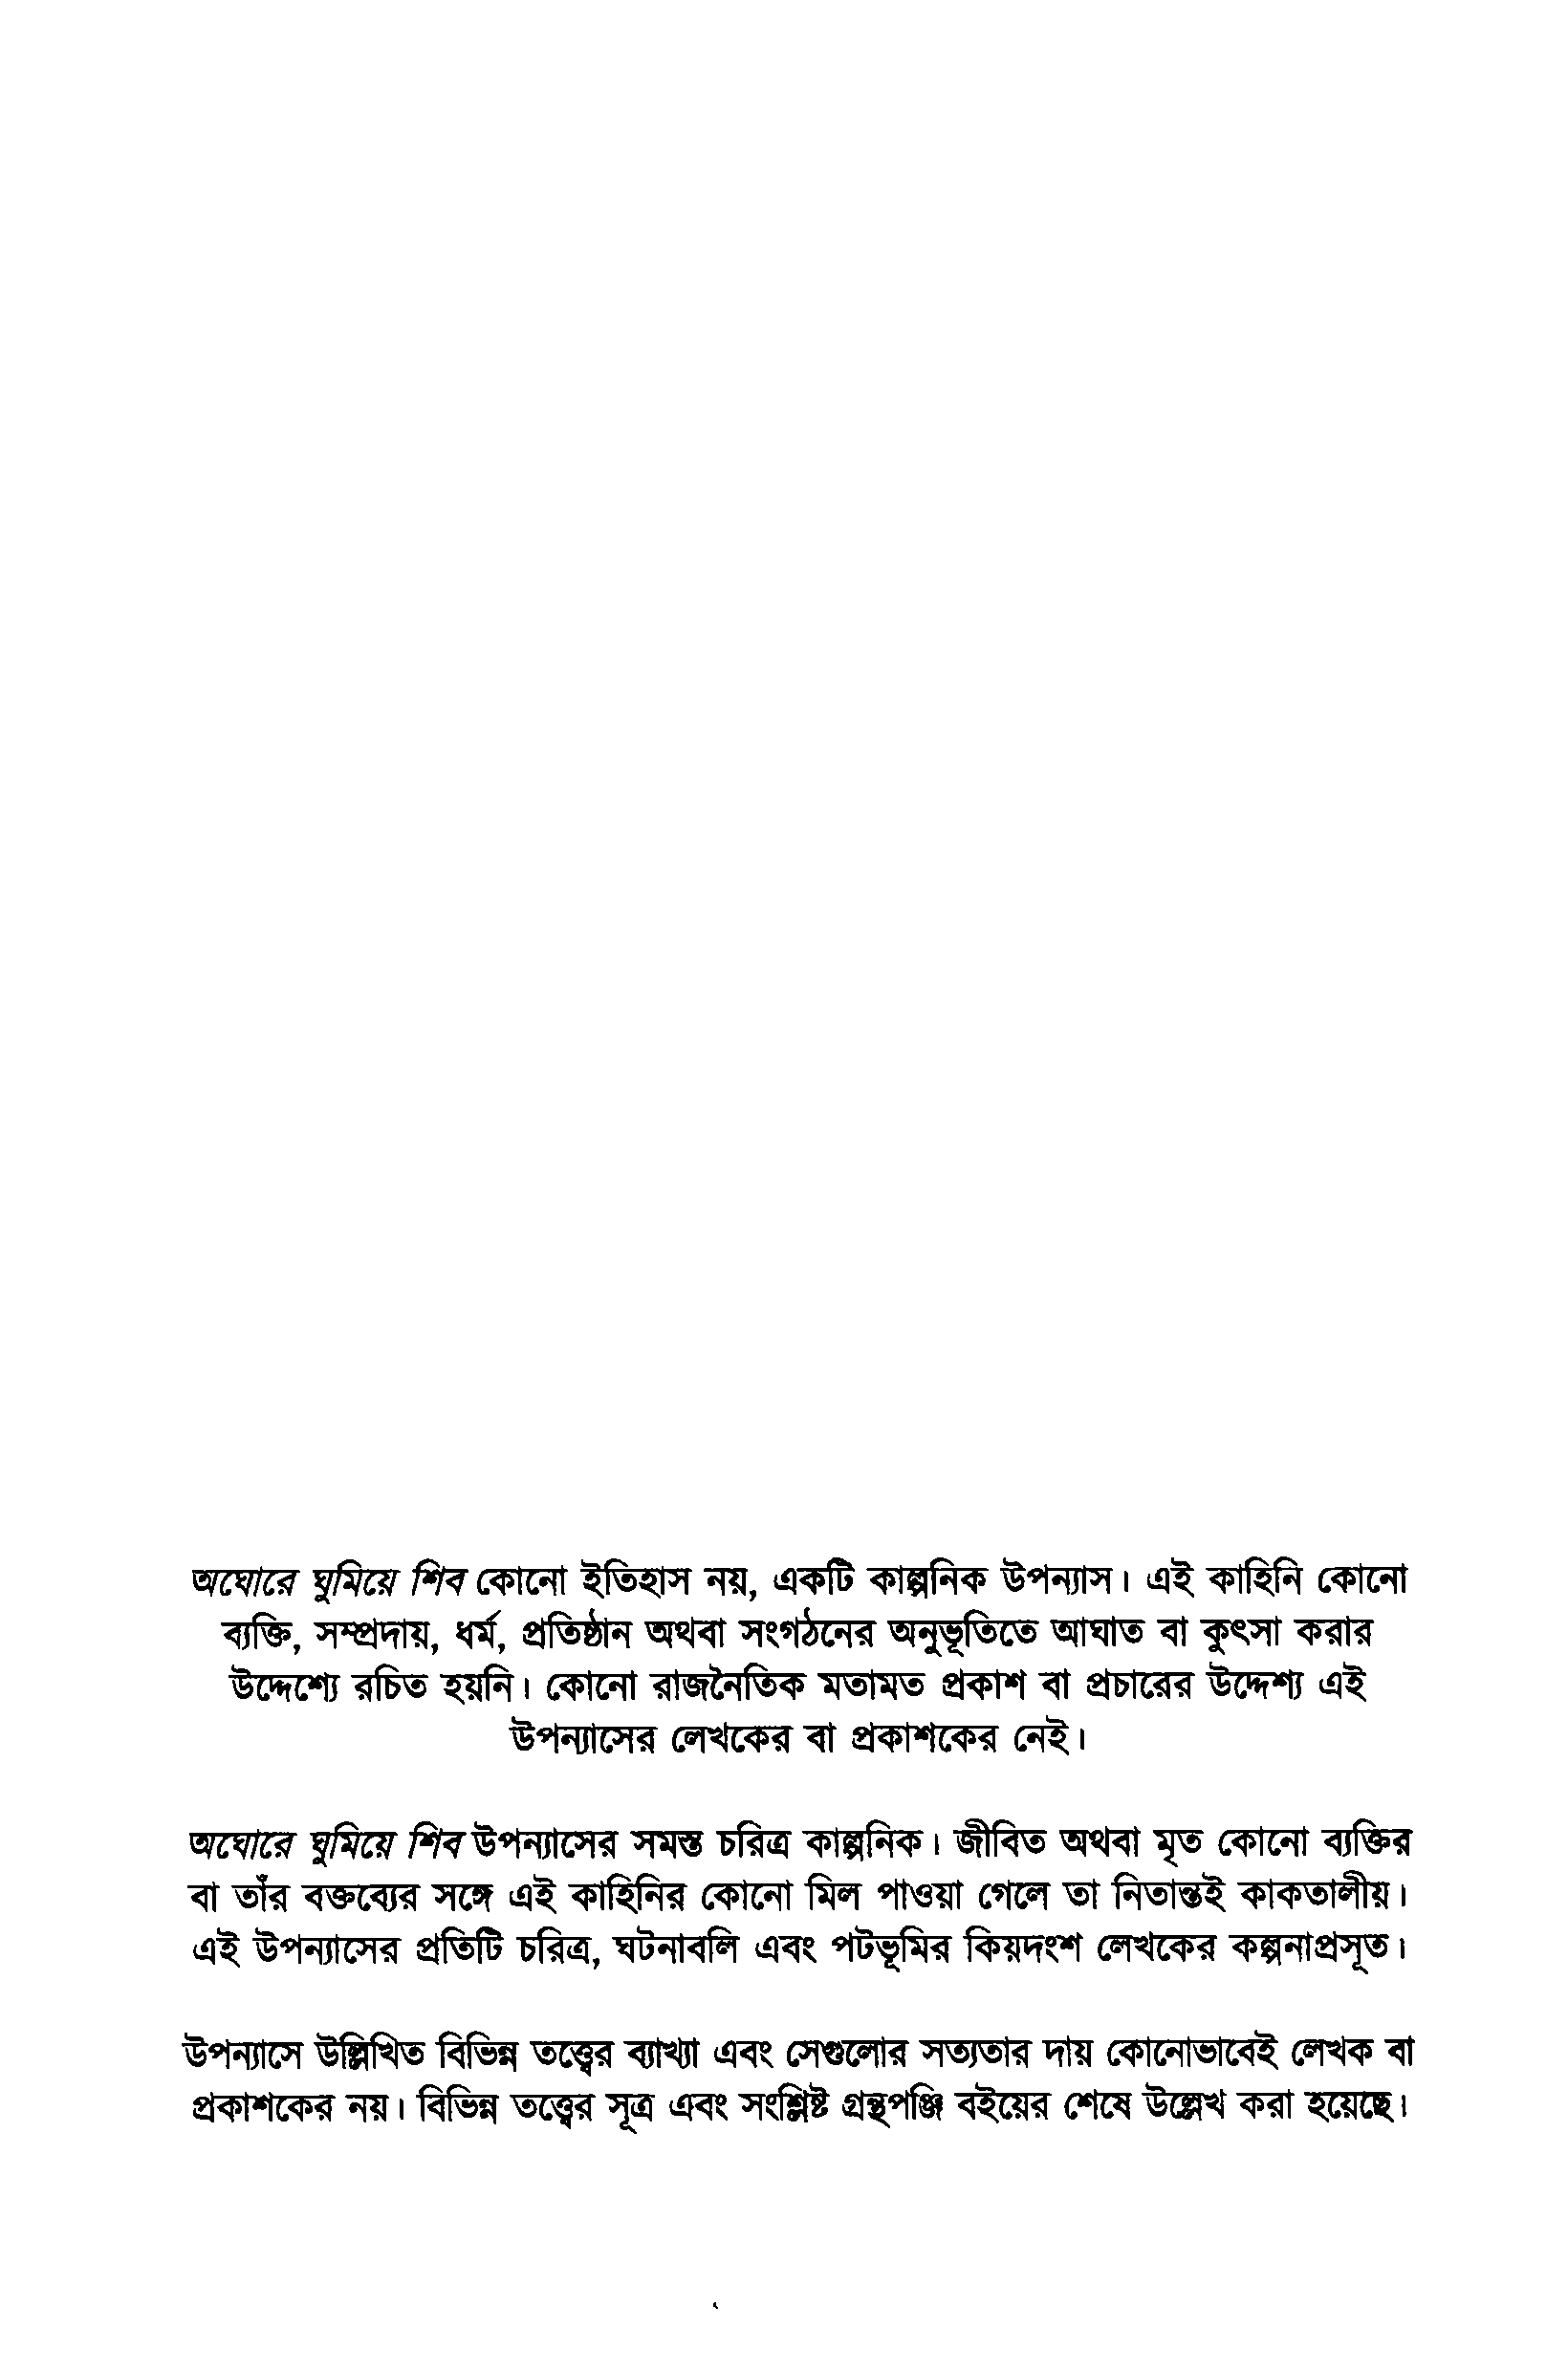 অঘোরে ঘুমিয়ে শিব কোনো ইতিহাস নয়, একটি কাল্পনিক উপন্যাস। এই কাহিনি কোনো
ব্যক্তি, সম্প্রদায়, ধর্ম, প্রতিষ্ঠান অথবা সংগঠনের অনুভূতিতে আঘাত বা কুৎসা করার
উদ্দেশ্যে রচিত হয়নি। কোনো রাজনৈতিক মতামত প্রকাশ বা প্রচারের উদ্দেশ্য এই
উপন্যাসের লেখকের বা প্রকাশকের নেই।
অঘোরে ঘুমিয়ে শিব উপন্যাসের সমস্ত চরিত্র কাল্পনিক। জীবিত অথবা মৃত কোনো ব্যক্তির
বা তাঁর বক্তব্যের সঙ্গে এই কাহিনির কোনো মিল পাওয়া গেলে তা নিতান্তই কাকতালীয়।
এই উপন্যাসের প্রতিটি চরিত্র, ঘটনাবলি এবং পটভূমির কিয়দংশ লেখকের কল্পনাপ্রসূত।
উপন্যাসে উল্লিখিত বিভিন্ন তত্ত্বের ব্যাখ্যা এবং সেগুলোর সত্যতার দায় কোনোভাবেই লেখক বা
প্রকাশকের নয়। বিভিন্ন তত্ত্বের সূত্র এবং সংশ্লিষ্ট গ্রন্থপঞ্জি বইয়ের শেষে উল্লেখ করা হয়েছে।